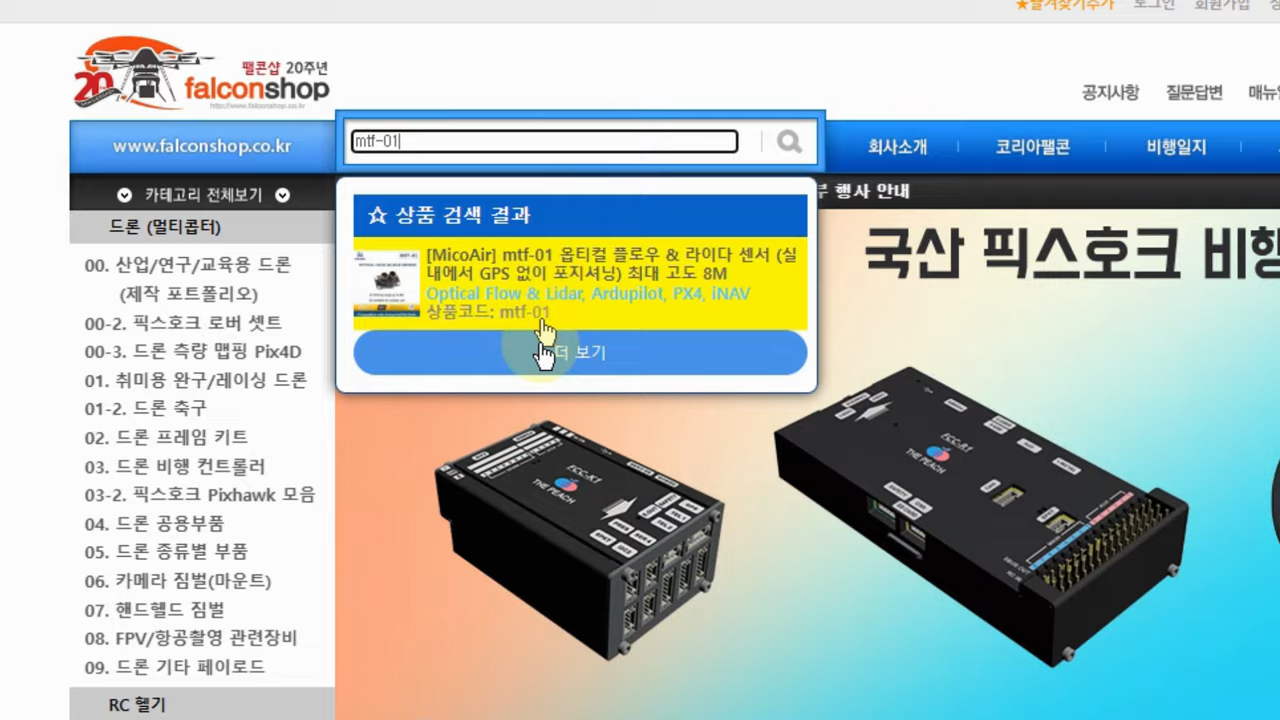 ★즐겨찾기추가 로그인 회원가입
팰콘샵 20주년
20
falconshop
http://www.falconshop.co.kr
공지사항 질문답변
www.falconshop.co.kr
mtf-01
회사소개 코리아팰콘 비행일지
카테고리 전체보기
행사 안내
드론 (멀티콥터)
00. 산업/연구/교육용 드론
(제작 포트폴리오)
00-2. 픽스호크 로버 셋트
00-3. 드론 측량 맵핑 Pix4D
01. 취미용 완구/레이싱 드론
01-2. 드론 축구
02. 드론 프레임 키트
03. 드론 비행 컨트롤러
03-2. 픽스호크 Pixhawk 모음
04. 드론 공용부품
05. 드론 종류별 부품
06. 카메라 짐벌(마운트)
07. 핸드헬드 짐벌
08. FPV/항공촬영 관련장비
09. 드론 기타 페이로드
RC 헬기
☆ 상품 검색 결과
[MicoAir] mtf-01 옵티컬 플로우 & 라이다 센서 (실
내에서 GPS 없이 포지셔닝) 최대 고도 8M
Optical Flow & Lidar, Ardupilot, PX4, iNAV
상품코드: mtf-01
더 보기
국산 픽스호크 비행
FCC-K1
THE PEACH
FCC-R1
THE PEACH